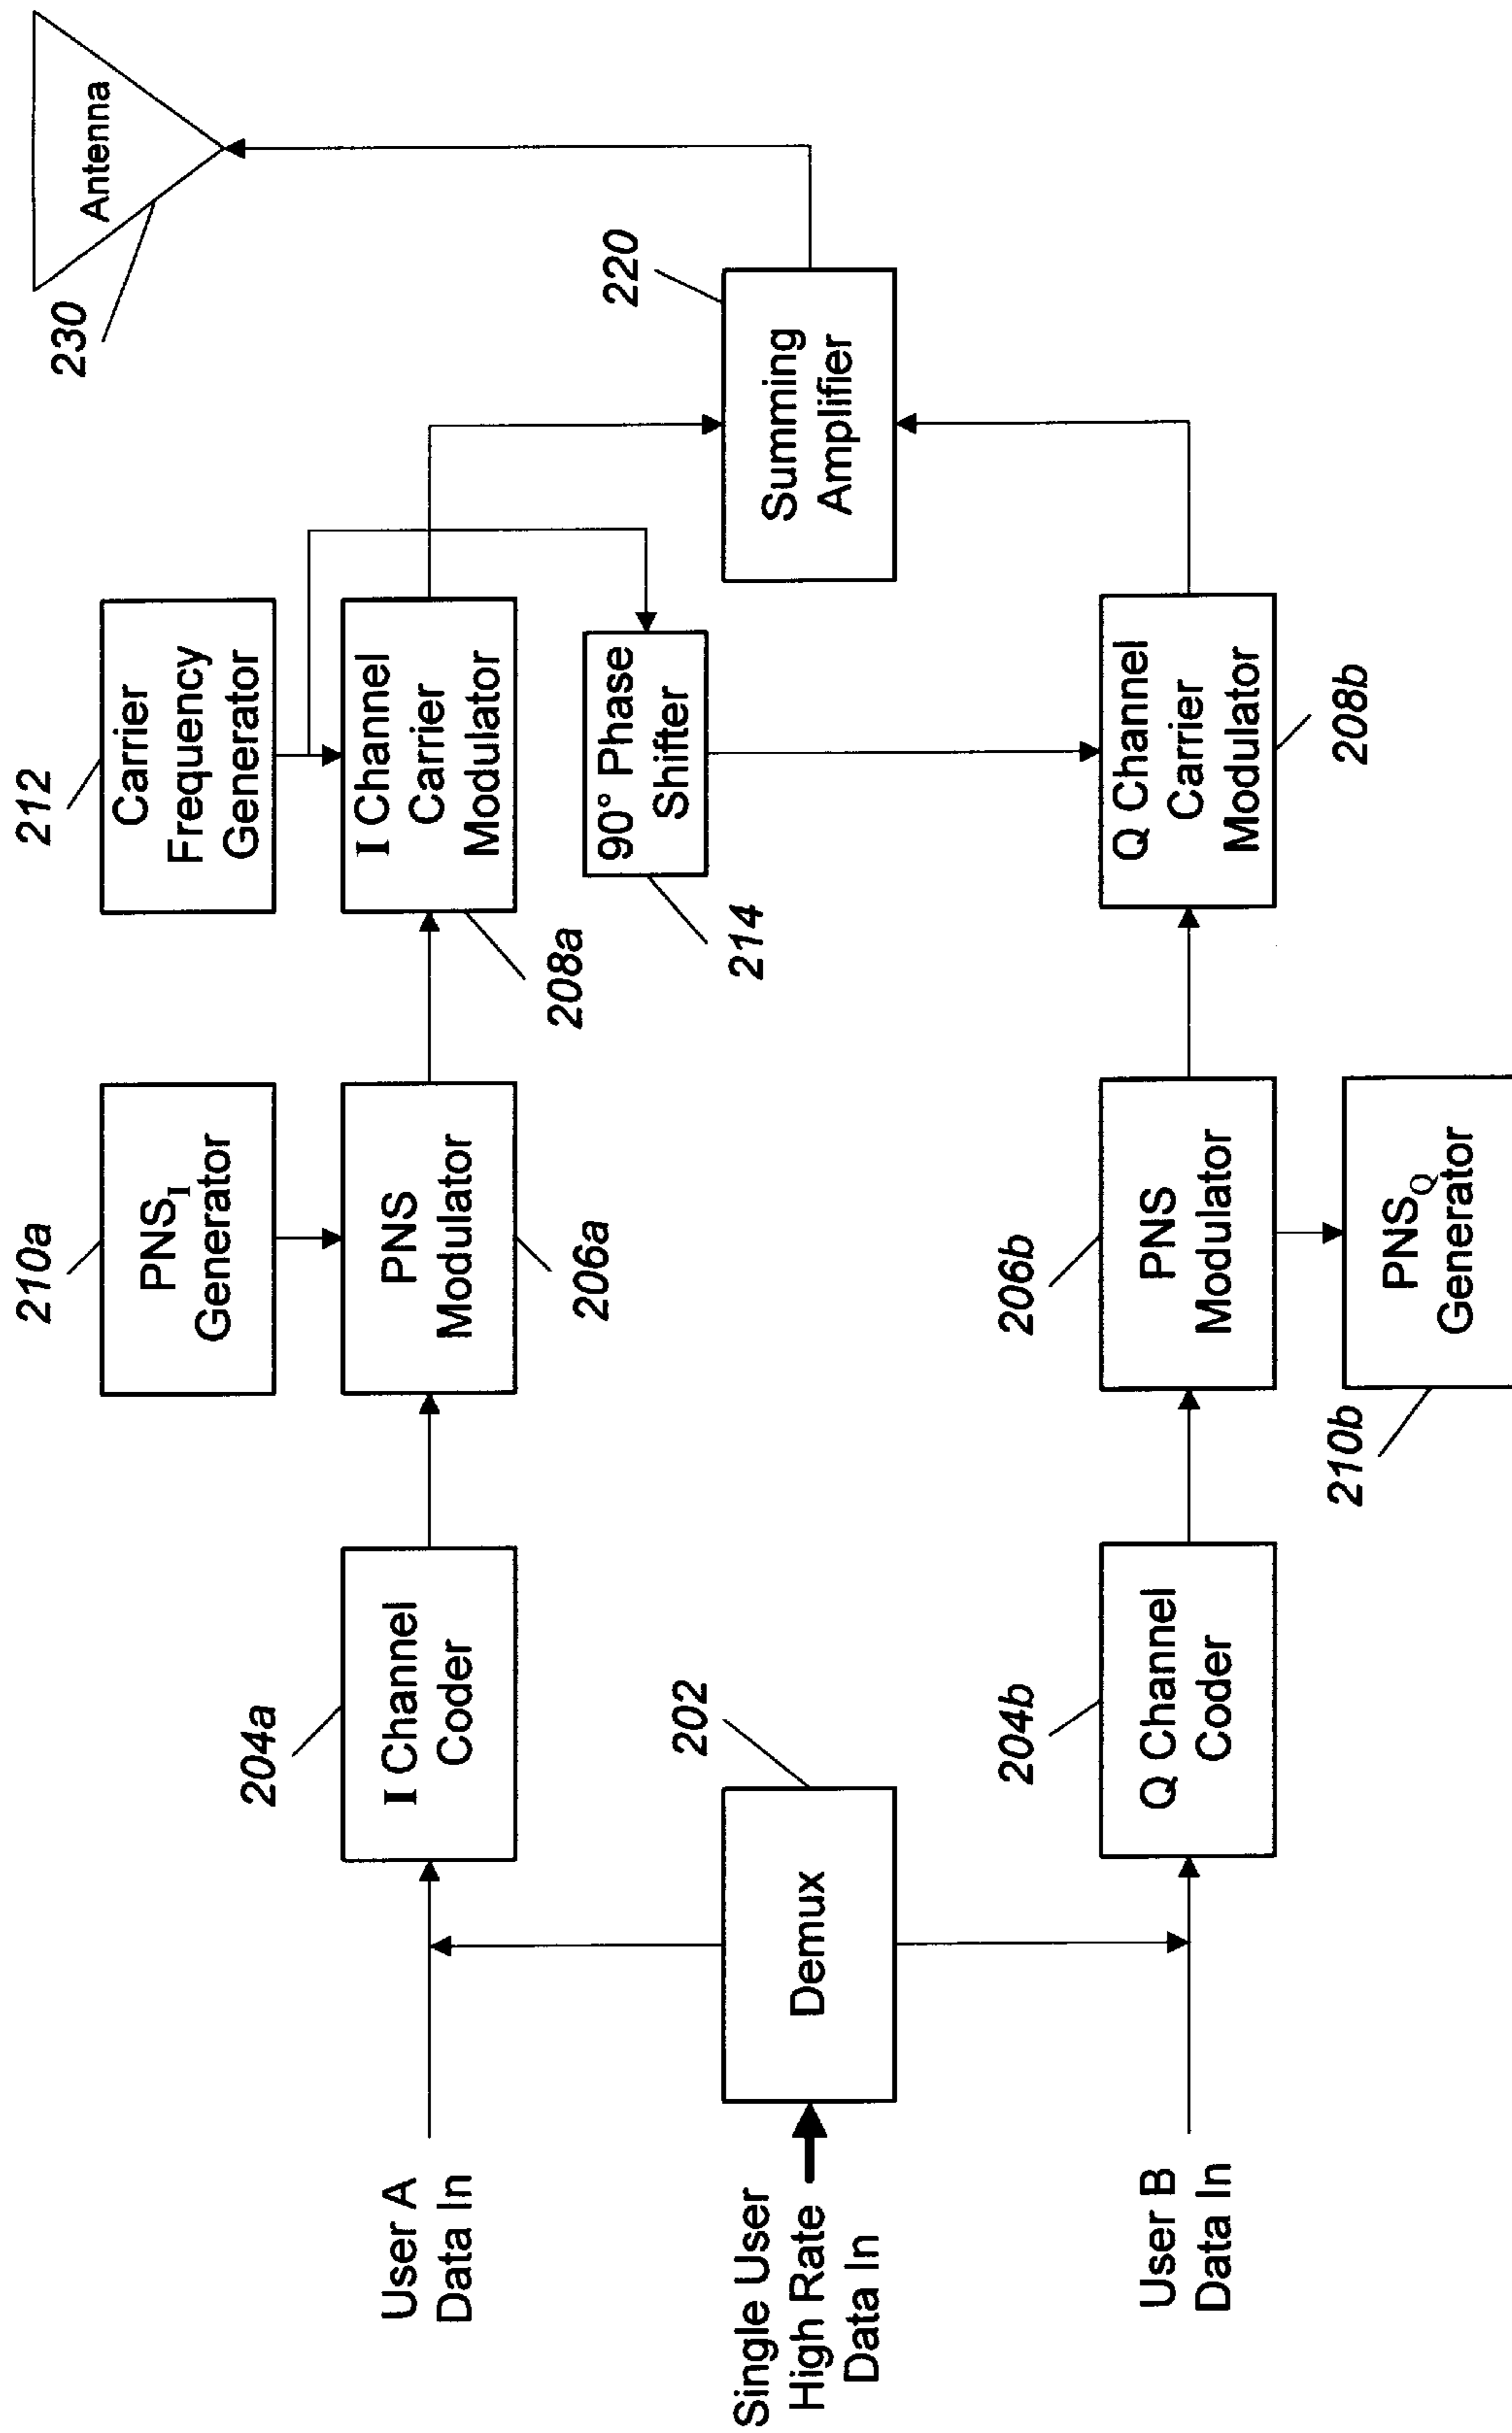 Antenna
230
212
Carrier
Frequency
Generator
210a
PNS_I
Generator
I Channel
Carrier
Modulator
208a
PNS
Modulator
206a
204a
I Channel
Coder
User A
Data In
90° Phase
Shifter
214
220
Summing
Amplifier
202
Demux
Single User
High Rate
Data In
204b
Q Channel
Coder
User B
Data In
206b
PNS
Modulator
Q Channel
Carrier
Modulator
208b
PNS_Q
Generator
210b